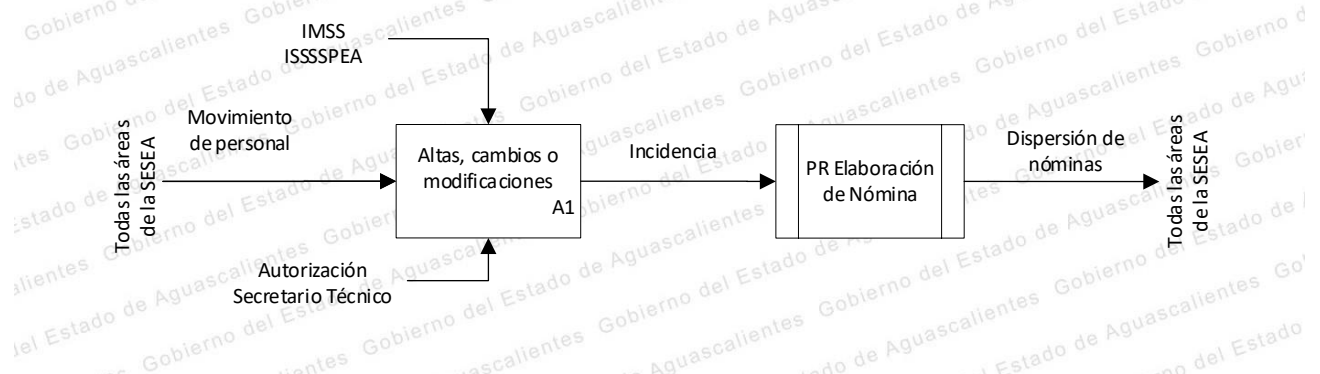 IMSS
ISSSSPEA
Movimiento
de personal
Todas las áreas
de la SESEA
Altas, cambios o
modificaciones
A1
Incidencia
PR Elaboración
de Nómina
Dispersión de
nóminas
Todas las áreas
de la SESEA
Autorización
Secretario Técnico
Gobierno del Estado de Aguascalientes